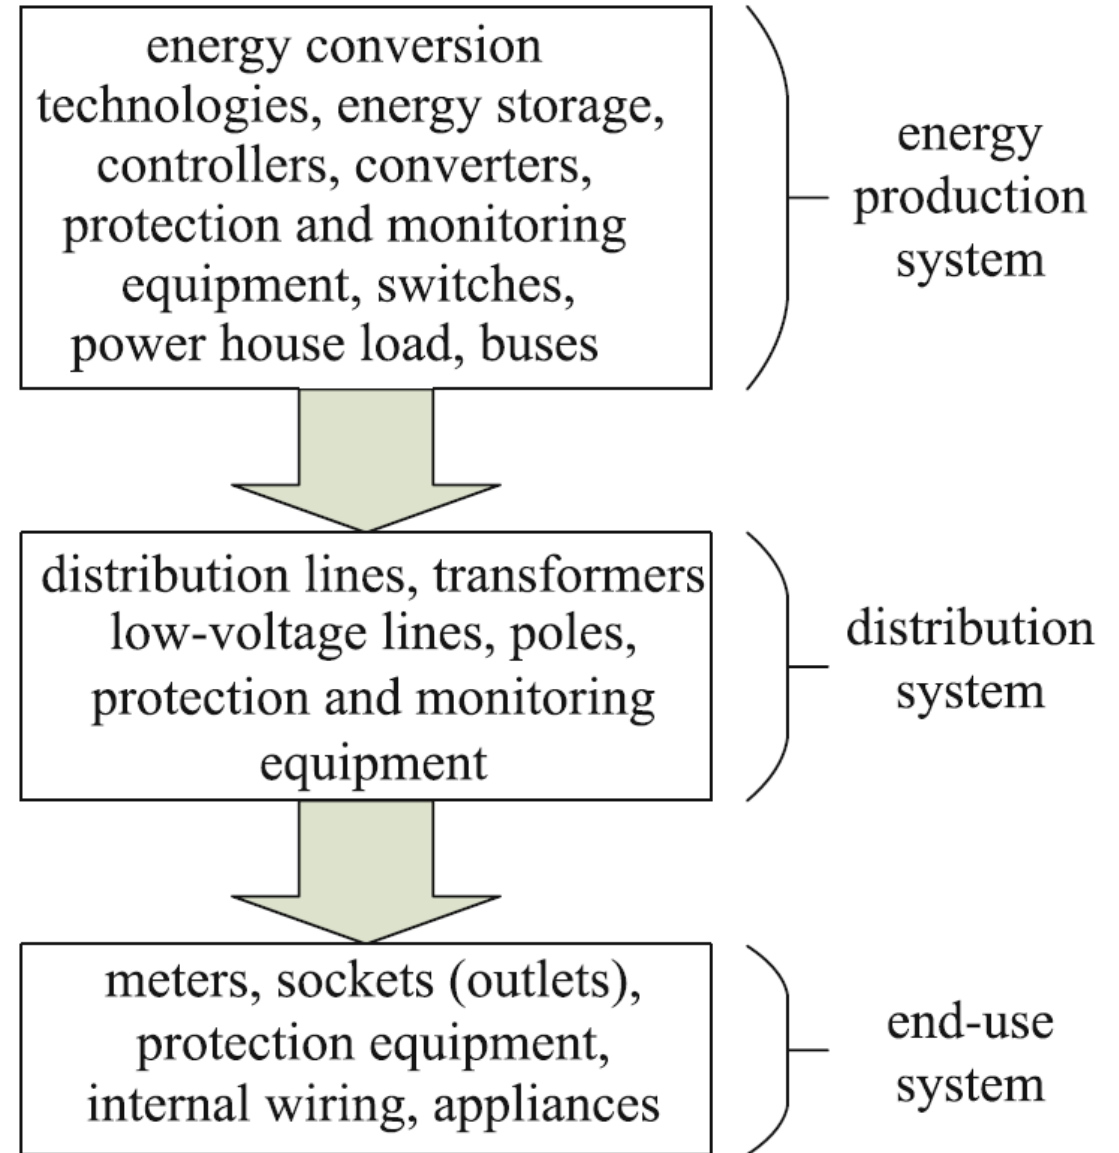 energy conversion
technologies, energy storage,
controllers, converters,
protection and monitoring
equipment, switches,
power house load, buses
energy
production
system
distribution lines, transformers
low-voltage lines, poles,
protection and monitoring
equipment
distribution
system
meters, sockets (outlets),
protection equipment,
internal wiring, appliances
end-use
system